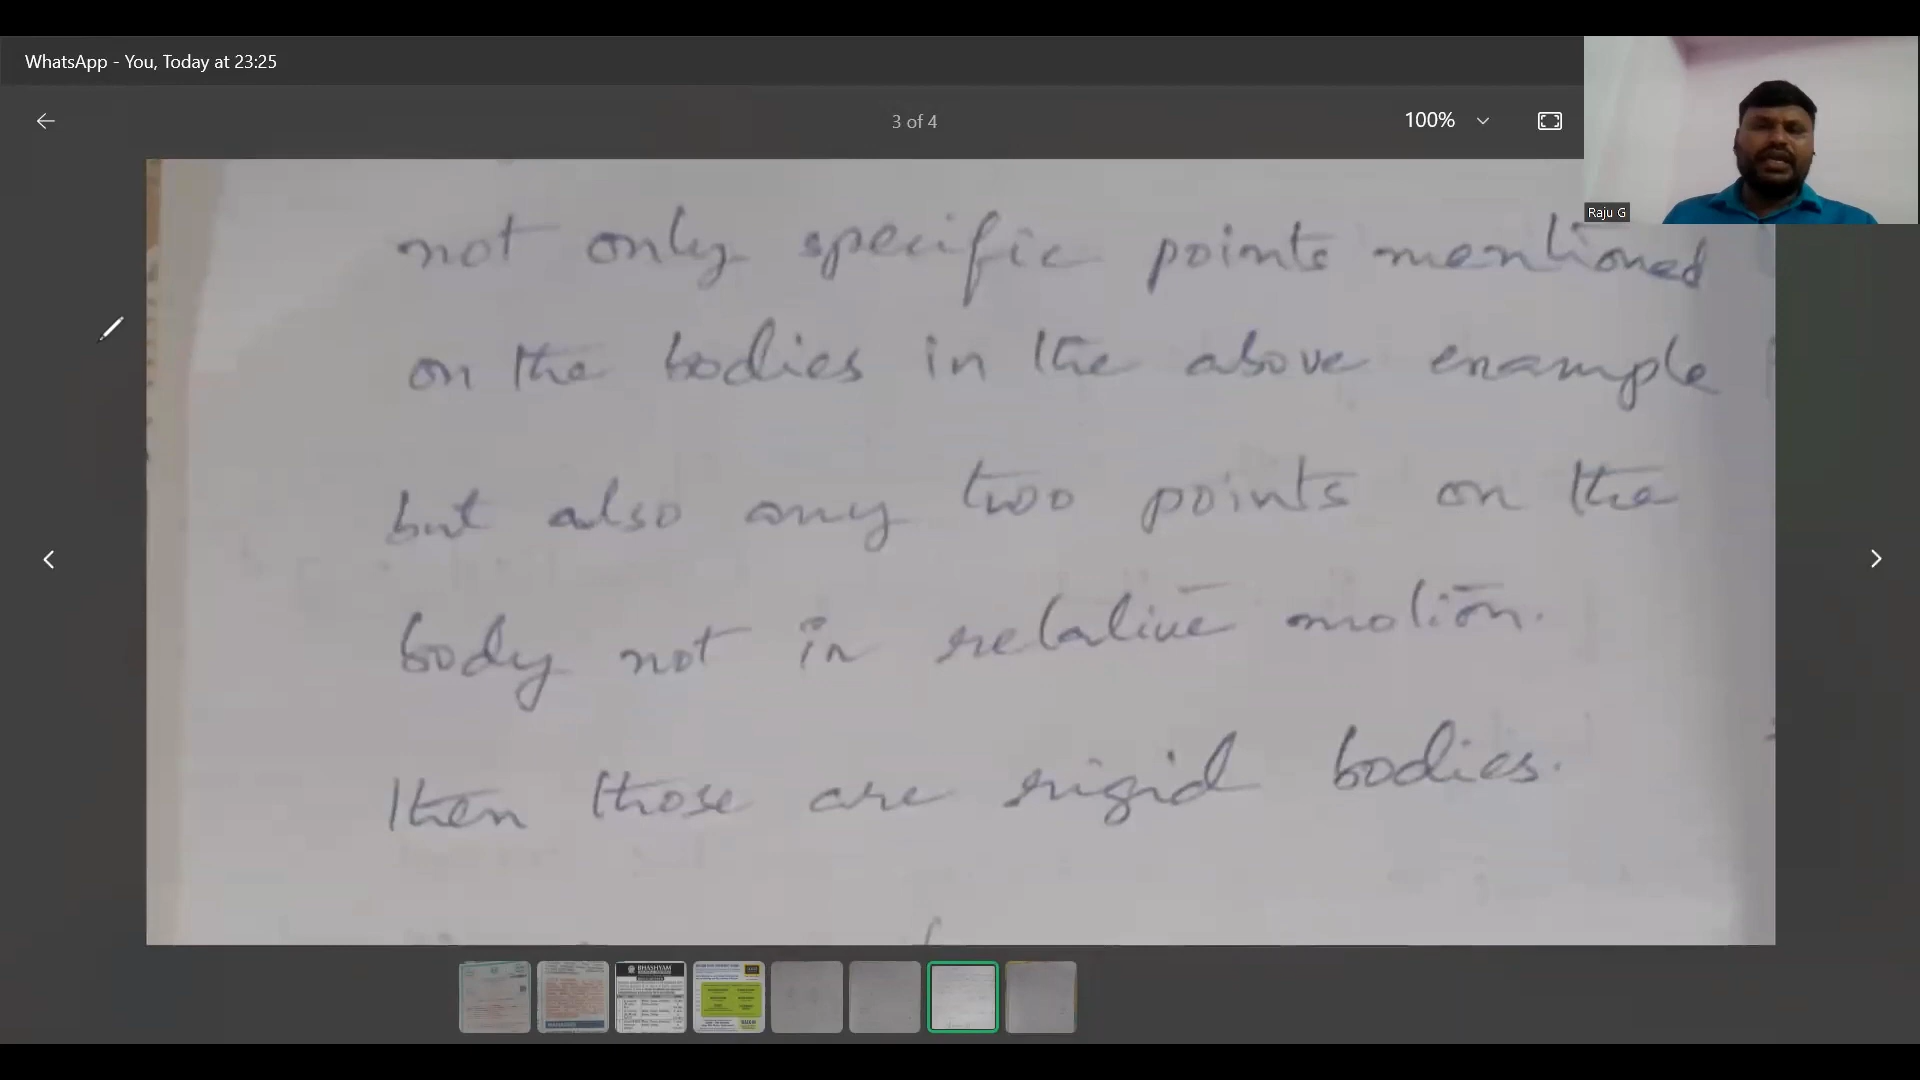 WhatsApp - You, Today at 23:25
3 of 4
100%
Raju G
not only specific points mentioned
on the bodies in the above example
but also any two points on the
body not in relative motion.
then those are rigid bodies.
BHASHYAM